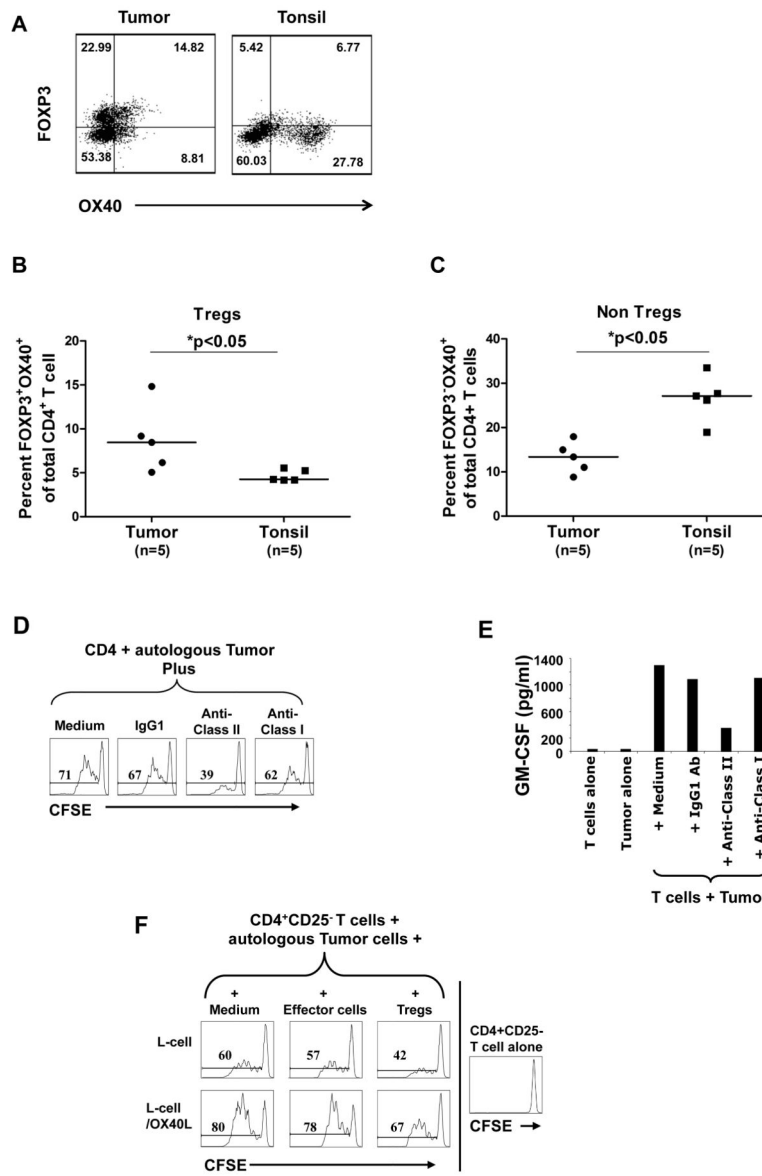 A
Tumor
Tonsil
22.99 14.82
5.42 6.77
FOXP3
53.38 8.81
60.03 27.78
OX40
B
Tregs
*p<0.05
Percent FOXP3⁺OX40⁺
of total CD4⁺ T cell
20
15
10
5
0
Tumor
(n=5)
Tonsil
(n=5)
C
Non Tregs
*p<0.05
Percent FOXP3⁻OX40⁺
of total CD4+ T cells
40
30
20
10
0
Tumor
(n=5)
Tonsil
(n=5)
D
CD4 + autologous Tumor
Plus
Medium
IgG1
Anti-
Class II
Anti-
Class I
71
67
39
62
CFSE
E
GM-CSF (pg/ml)
1400
1000
600
200
0
T cells alone
Tumor alone
+ Medium
+ IgG1 Ab
+ Anti-Class II
+ Anti-Class I
T cells + Tumo
F
CD4⁺CD25⁻ T cells +
autologous Tumor cells +
+
Medium
+
Effector cells
+
Tregs
L-cell
60
57
42
L-cell
/OX40L
80
78
67
CFSE
CD4+CD25-
T cell alone
CFSE